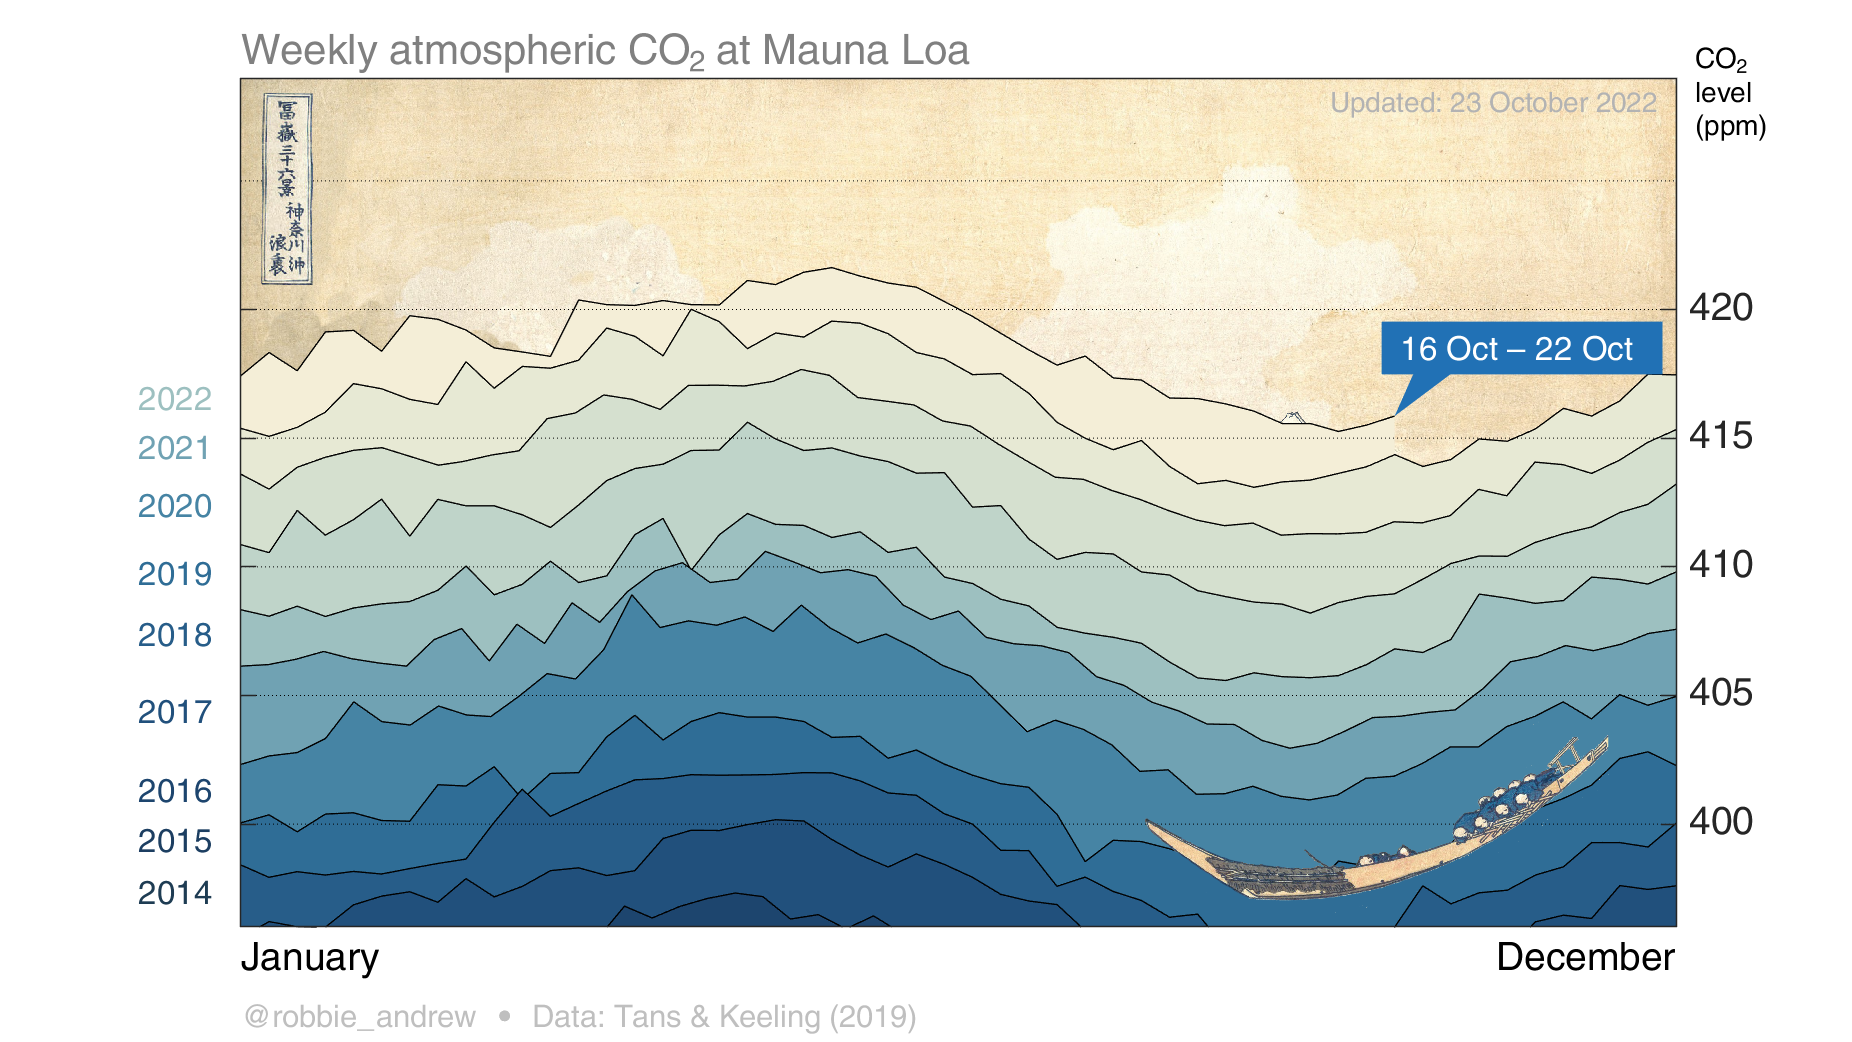 Weekly atmospheric CO₂ at Mauna Loa
CO₂
level
(ppm)
Updated: 23 October 2022
冨嶽三十六景
神奈川沖
浪裏
420
16 Oct – 22 Oct
2022
415
2021
2020
410
2019
2018
405
2017
2016
400
2015
2014
January
December
@robbie_andrew • Data: Tans & Keeling (2019)